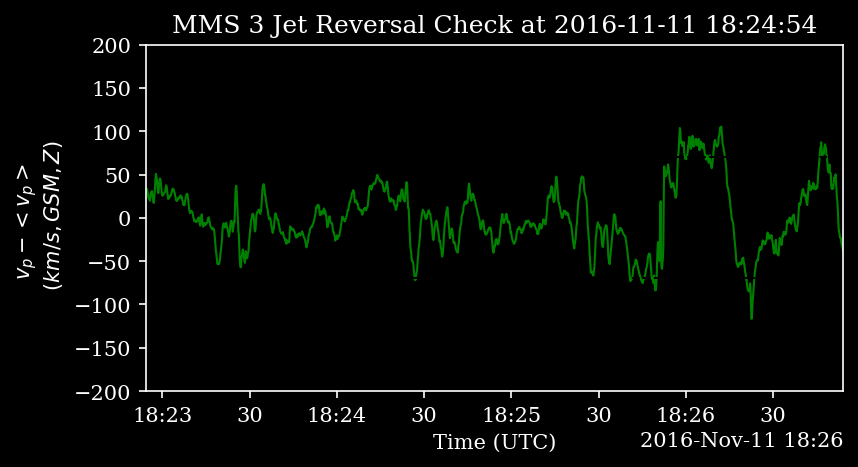 MMS 3 Jet Reversal Check at 2016-11-11 18:24:54
200
150
100
50
0
−50
−100
−150
−200
v_p − < v_p >
(km/s, GSM, Z)
18:23 30 18:24 30 18:25 30 18:26 30
Time (UTC)
2016-Nov-11 18:26